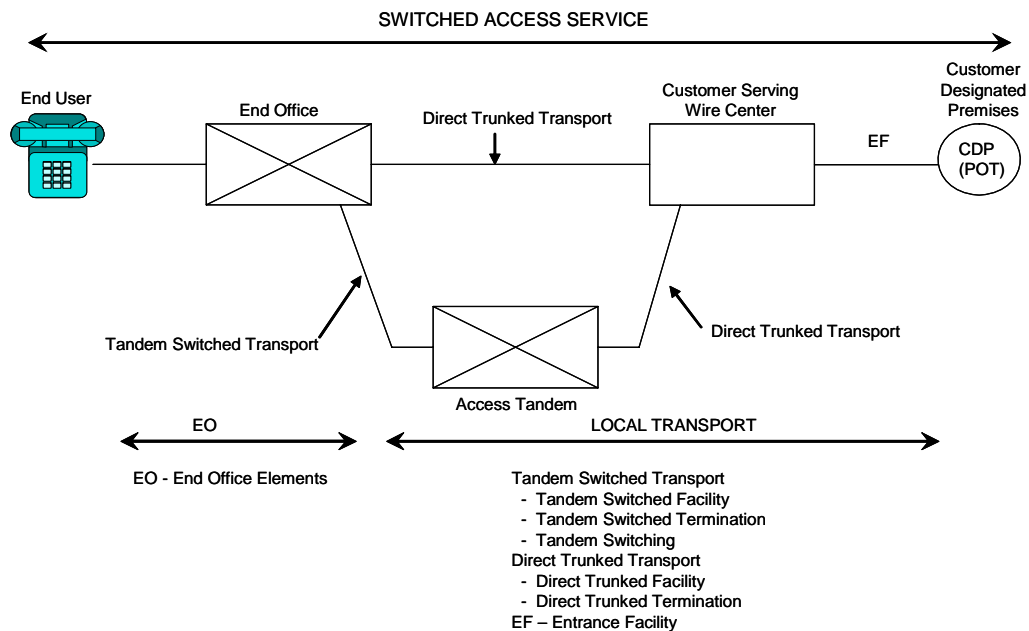 SWITCHED ACCESS SERVICE
End User
End Office
Direct Trunked Transport
Customer Serving
Wire Center
EF
Customer
Designated
Premises
CDP
(POT)
Tandem Switched Transport
Access Tandem
Direct Trunked Transport
EO
LOCAL TRANSPORT
EO - End Office Elements
Tandem Switched Transport
- Tandem Switched Facility
- Tandem Switched Termination
- Tandem Switching
Direct Trunked Transport
- Direct Trunked Facility
- Direct Trunked Termination
EF – Entrance Facility